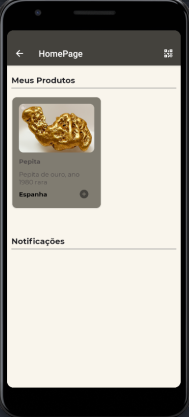 HomePage
Meus Produtos
Pepita
Pepita de ouro, ano
1980 rara
Espanha
Notificações